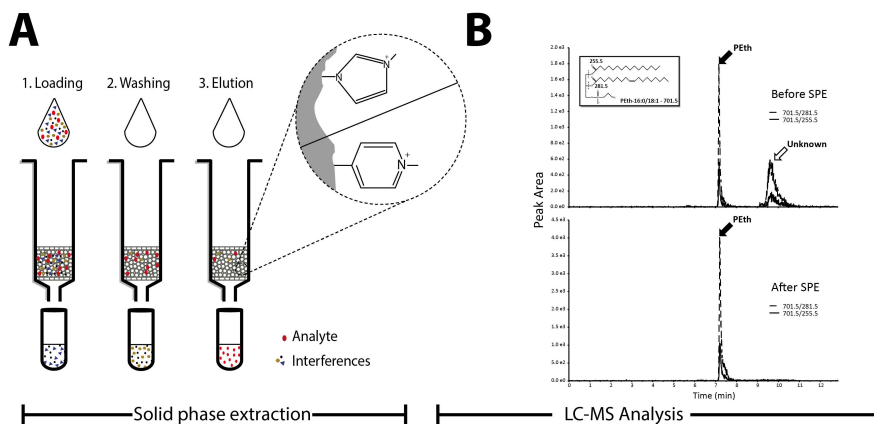 A
1. Loading
2. Washing
3. Elution
N
N
+
N
+
Analyte
Interferences
Solid phase extraction
B
2.0 e3
1.8 e3
1.6 e3
1.4 e3
1.2 e3
1.0 e3
8.0 e2
6.0 e2
4.0 e2
2.0 e2
0.0 e0
PEth
255.5
281.5
PEth-16:0/18:1 - 701.5
Before SPE
701.5/281.5
701.5/255.5
Unknown
Peak Area
4.5 e3
4.0 e3
3.5 e3
3.0 e3
2.5 e3
2.0 e3
1.5 e3
1.0 e3
5.0 e2
0.0 e0
PEth
After SPE
701.5/281.5
701.5/255.5
0 1 2 3 4 5 6 7 8 9 10 11 12
Time (min)
LC-MS Analysis